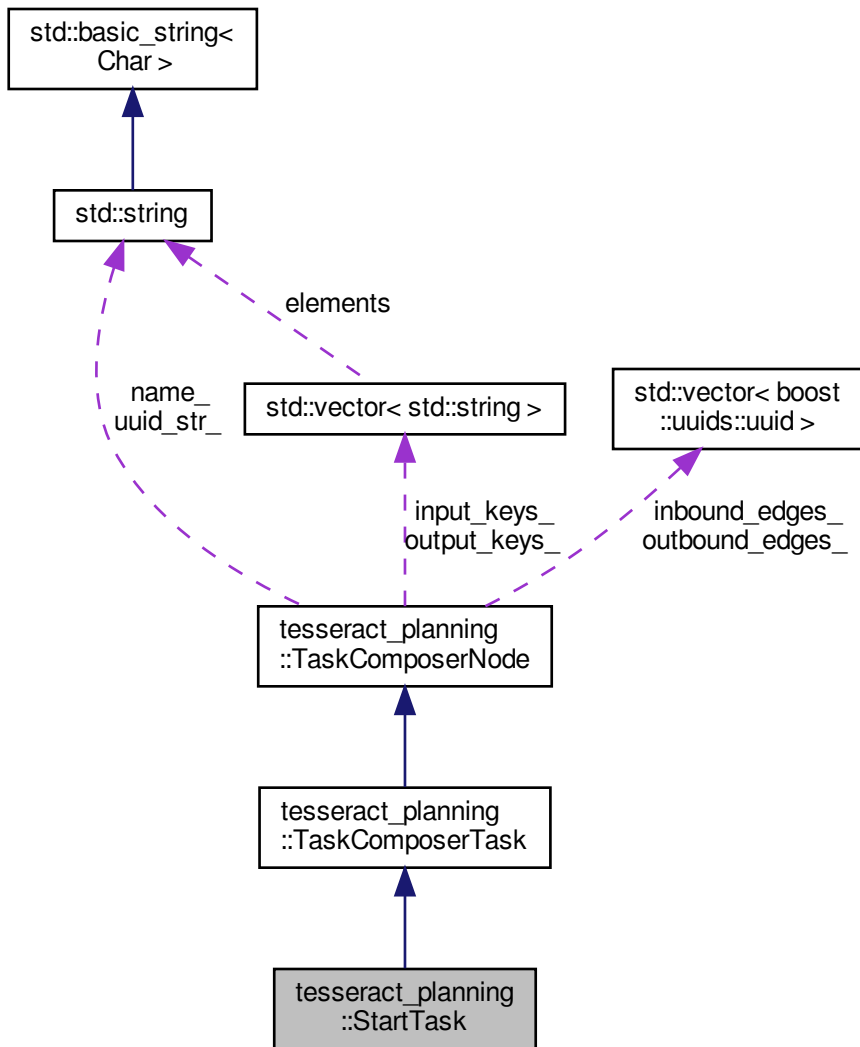 std::basic_string<
Char >
std::string
elements
name_
uuid_str_
std::vector< std::string >
std::vector< boost
::uuids::uuid >
input_keys_
output_keys_
inbound_edges_
outbound_edges_
tesseract_planning
::TaskComposerNode
tesseract_planning
::TaskComposerTask
tesseract_planning
::StartTask